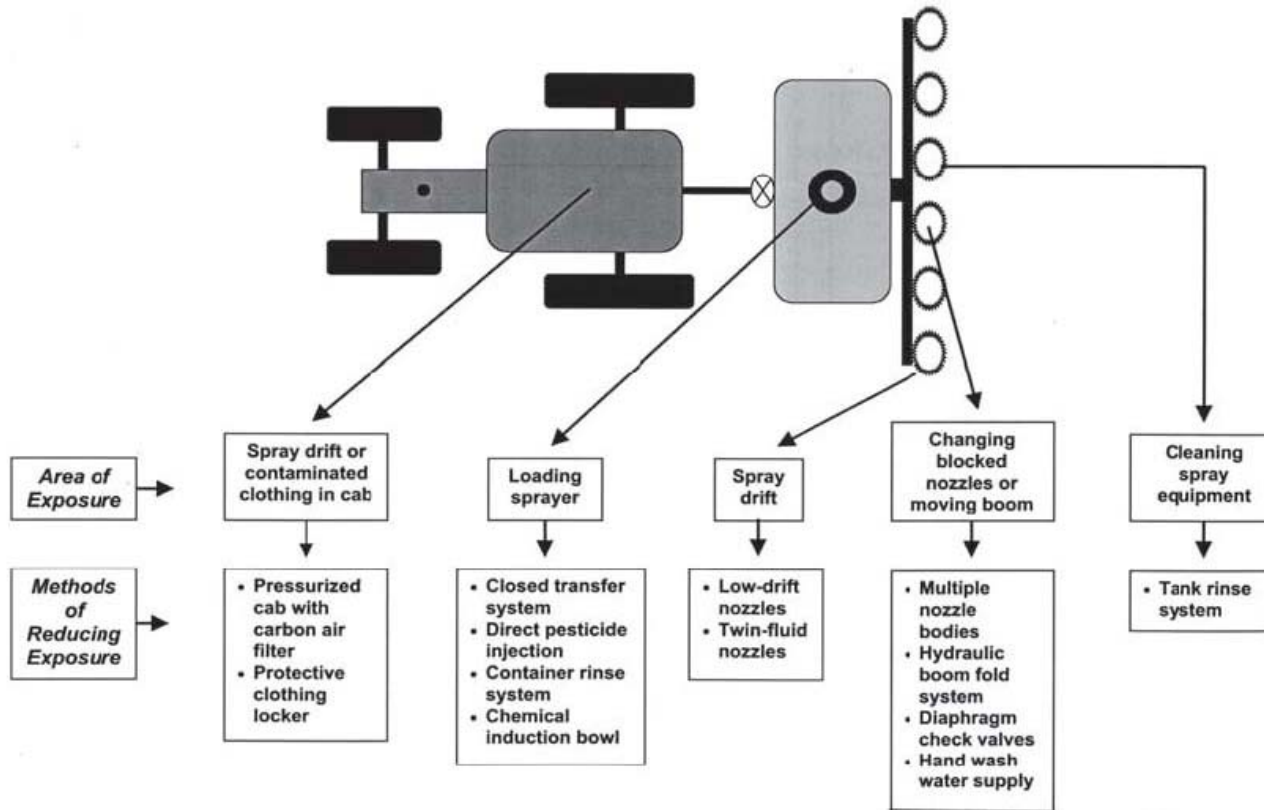 Area of
Exposure
Spray drift or
contaminated
clothing in cab
Loading
sprayer
Spray
drift
Changing
blocked
nozzles or
moving boom
Cleaning
spray
equipment
Methods
of
Reducing
Exposure
• Pressurized
cab with
carbon air
filter
• Protective
clothing
locker
• Closed transfer
system
• Direct pesticide
injection
• Container rinse
system
• Chemical
induction bowl
• Low-drift
nozzles
• Twin-fluid
nozzles
• Multiple
nozzle
bodies
• Hydraulic
boom fold
system
• Diaphragm
check valves
• Hand wash
water supply
• Tank rinse
system